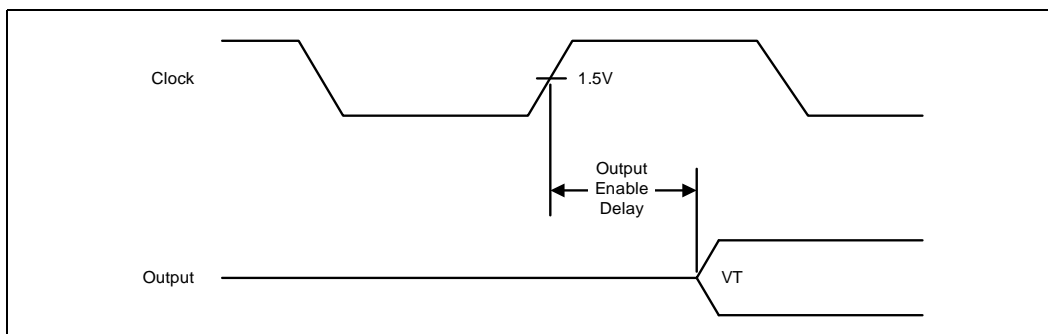 Clock
1.5V
Output
Enable
Delay
Output
VT